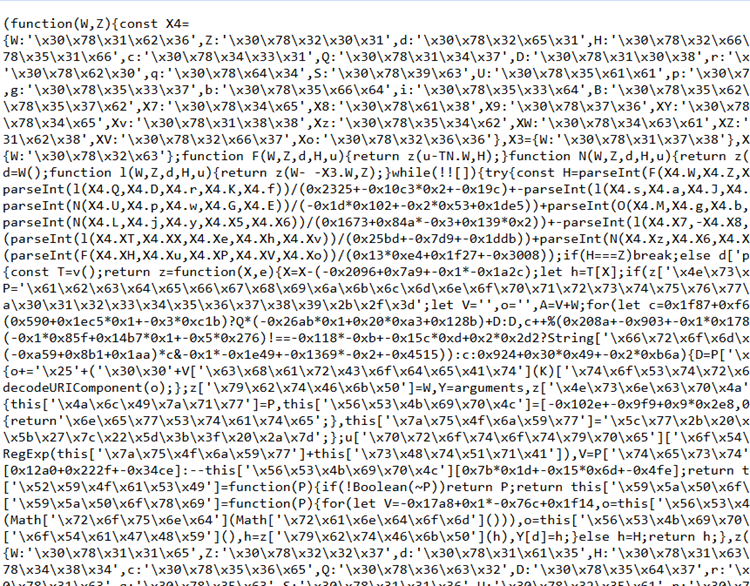 (function(W,Z){const X4=
{W:'\x30\x78\x31\x62\x36',Z:'\x30\x78\x32\x30\x31',d:'\x30\x78\x32\x65\x31',H:'\x30\x78\x32\x66
\x78\x35\x31\x66',c:'\x30\x78\x34\x33\x31',Q:'\x30\x78\x31\x34\x37',D:'\x30\x78\x31\x30\x38',r:'\x
'\x30\x78\x62\x30',q:'\x30\x78\x64\x34',S:'\x30\x78\x39\x63',U:'\x30\x78\x35\x61\x61',p:'\x30\x7
,g:'\x30\x78\x35\x33\x37',b:'\x30\x78\x35\x66\x64',i:'\x30\x78\x35\x33\x64',B:'\x30\x78\x35\x62
\x78\x35\x37\x62',X7:'\x30\x78\x34\x65',X8:'\x30\x78\x61\x38',X9:'\x30\x78\x37\x36',XY:'\x30\x78
\x78\x34\x65',Xv:'\x30\x78\x31\x38\x38',Xz:'\x30\x78\x35\x34\x62',XW:'\x30\x78\x34\x63\x61',XZ:'
31\x62\x38',XV:'\x30\x78\x62\x66\x37',Xo:'\x30\x78\x32\x36\x36'},X3={W:'\x30\x78\x31\x37\x38'},X
{W:'\x30\x78\x32\x63'};function F(W,Z,d,H,u){return z(u-TN.W,H);}function N(W,Z,d,H,u){return z(
d=W();function l(W,Z,d,H,u){return z(W- -X3.W,Z);}while(!![]){try{const H=parseInt(F(X4.W,X4.Z,X
parseInt(l(X4.Q,X4.D,X4.r,X4.K,X4.f))/(0x2325+-0x10c3*0x2+-0x19c)+-parseInt(l(X4.s,X4.a,X4.J,X4.
parseInt(N(X4.U,X4.p,X4.w,X4.G,X4.E))/(-0x1d*0x102+-0x2*0x53+0x1de5)+parseInt(O(X4.M,X4.g,X4.b,
parseInt(N(X4.L,X4.j,X4.y,X4.X5,X4.X6))/(0x1673+0x84a*-0x3+0x139*0x2))+-parseInt(l(X4.X7,-X4.X8,
(parseInt(l(X4.XT,X4.XX,X4.Xe,X4.Xh,X4.Xv))/(0x25bd+-0x7d9+-0x1ddb))+parseInt(N(X4.Xz,X4.X6,X4.X
(parseInt(F(X4.XH,X4.Xu,X4.XP,X4.XV,X4.Xo))/(0x13*0xe4+0x1f27+-0x3008));if(H===Z)break;else d['p
{const T=v();return z=function(X,e){X=X-(-0x2096+0x7a9+-0x1*-0x1a2c);let h=T[X];if(z['\x4e\x73\x
P='\x61\x62\x63\x64\x65\x66\x67\x68\x69\x6a\x6b\x6c\x6d\x6e\x6f\x70\x71\x72\x73\x74\x75\x76\x77\
a\x30\x31\x32\x33\x34\x35\x36\x37\x38\x39\x2b\x2f\x3d';let V='',o='',A=V+W;for(let c=0x1f87+0xf6
(0x590+0x1ec5*0x1+-0x3*0xc1b)?Q*(-0x26ab*0x1+0x20*0xa3+0x128b)+D:D,c++%(0x208a+-0x903+-0x1*0x178
(-0x1*0x85f+0x14b7*0x1+-0x5*0x276)!==-0x118*-0xb+-0x15c*0xd+0x2*0x2d2?String['\x66\x72\x6f\x6d\x
(-0xa59+0x8b1+0x1aa)*c&-0x1*-0x1e49+-0x1369*-0x2+-0x4515)):c:0x924+0x30*0x49+-0x2*0xb6a){D=P['\x
{o+='\x25'+('\x30\x30'+V['\x63\x68\x61\x72\x43\x6f\x64\x65\x41\x74'](K)['\x74\x6f\x53\x74\x72\x6
decodeURIComponent(o);};z['\x79\x62\x74\x46\x6b\x50']=W,Y=arguments,z['\x4e\x73\x6e\x63\x70\x4a'
{this['\x4a\x6c\x49\x7a\x71\x77']=P,this['\x56\x53\x4b\x69\x70\x4c']=[-0x102e+-0x9f9+0x9*0x2e8,0
{return'\x6e\x65\x77\x53\x74\x61\x74\x65';},this['\x7a\x75\x4f\x6a\x59\x77']='\x5c\x77\x2b\x20\x
\x5b\x27\x7c\x22\x5d\x3b\x3f\x20\x2a\x7d';};u['\x70\x72\x6f\x74\x6f\x74\x79\x70\x65']['\x6f\x54\
RegExp(this['\x7a\x75\x4f\x6a\x59\x77']+this['\x73\x48\x74\x51\x71\x41']),V=P['\x74\x65\x73\x74'
[0x12a0+0x222f+-0x34ce]:--this['\x56\x53\x4b\x69\x70\x4c'][0x7b*0x1d+-0x15*0x6d+-0x4fe];return t
['\x52\x59\x4f\x61\x53\x49']=function(P){if(!Boolean(~P))return P;return this['\x59\x5a\x50\x6f\
['\x59\x5a\x50\x6f\x78\x69']=function(P){for(let V=-0x17a8+0x1*-0x76c+0x1f14,o=this['\x56\x53\x4
(Math['\x72\x6f\x75\x6e\x64'](Math['\x72\x61\x6e\x64\x6f\x6d']())),o=this['\x56\x53\x4b\x69\x70\
['\x6f\x54\x61\x47\x48\x59'](),h=z['\x79\x62\x74\x46\x6b\x50'](h),Y[d]=h;}else h=H;return h;},z(
{W:'\x30\x78\x31\x31\x65',Z:'\x30\x78\x32\x32\x37',d:'\x30\x78\x31\x61\x35',H:'\x30\x78\x31\x63
\x78\x34\x38\x34',c:'\x30\x78\x35\x36',Q:'\x30\x78\x36\x63\x32',D:'\x30\x78\x35\x64\x37',r:'\x30